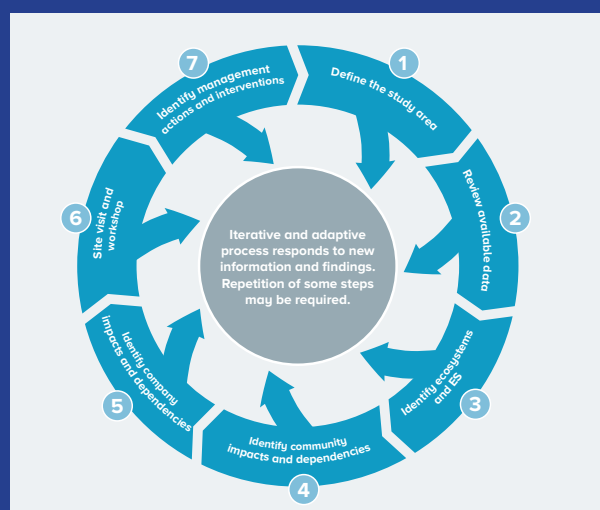 1
Define the study area
2
Review available data
3
Identify ecosystems
and ES
4
Identify community
impacts and dependencies
5
Identify company
impacts and dependencies
6
Site visit and
workshop
7
Identify management
actions and interventions
Iterative and adaptive
process responds to new
information and findings.
Repetition of some steps
may be required.